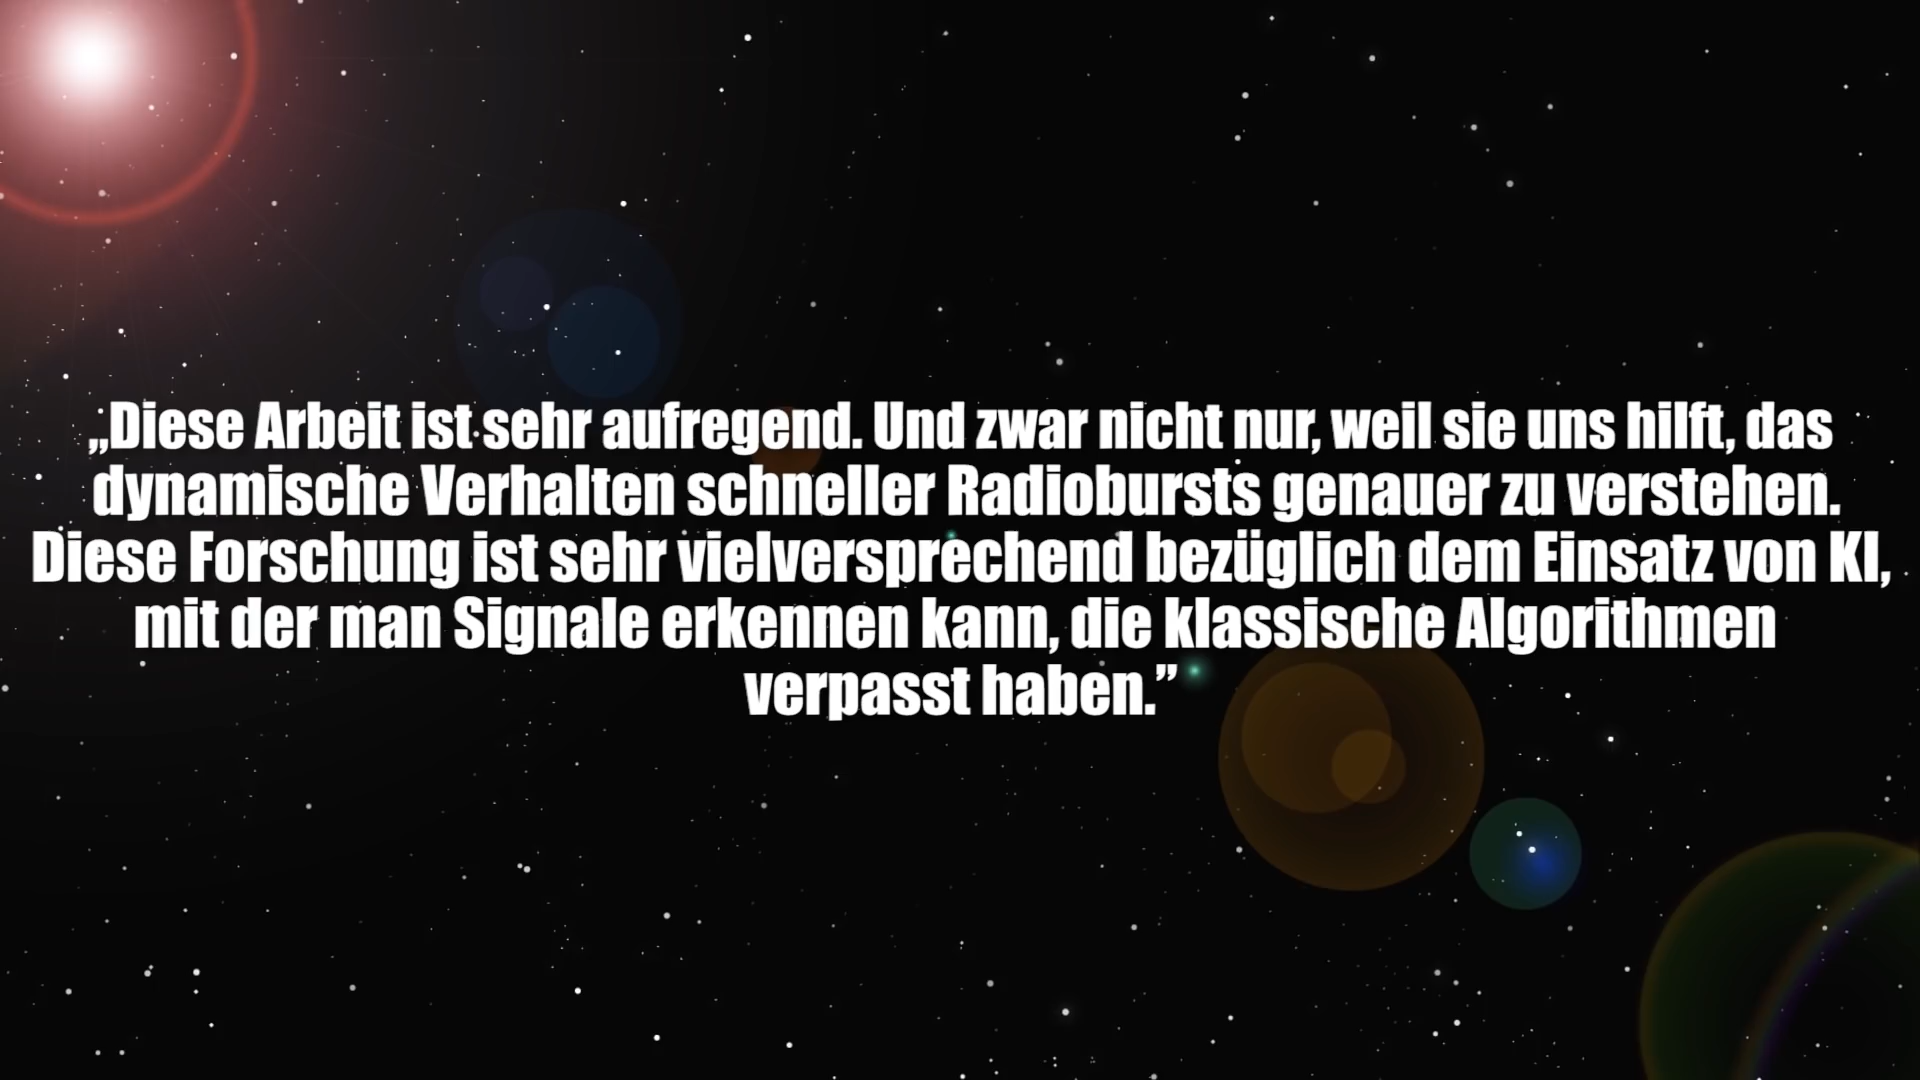 „Diese Arbeit ist sehr aufregend. Und zwar nicht nur, weil sie uns hilft, das
dynamische Verhalten schneller Radiobursts genauer zu verstehen.
Diese Forschung ist sehr vielversprechend bezüglich dem Einsatz von KI,
mit der man Signale erkennen kann, die klassische Algorithmen
verpasst haben.”